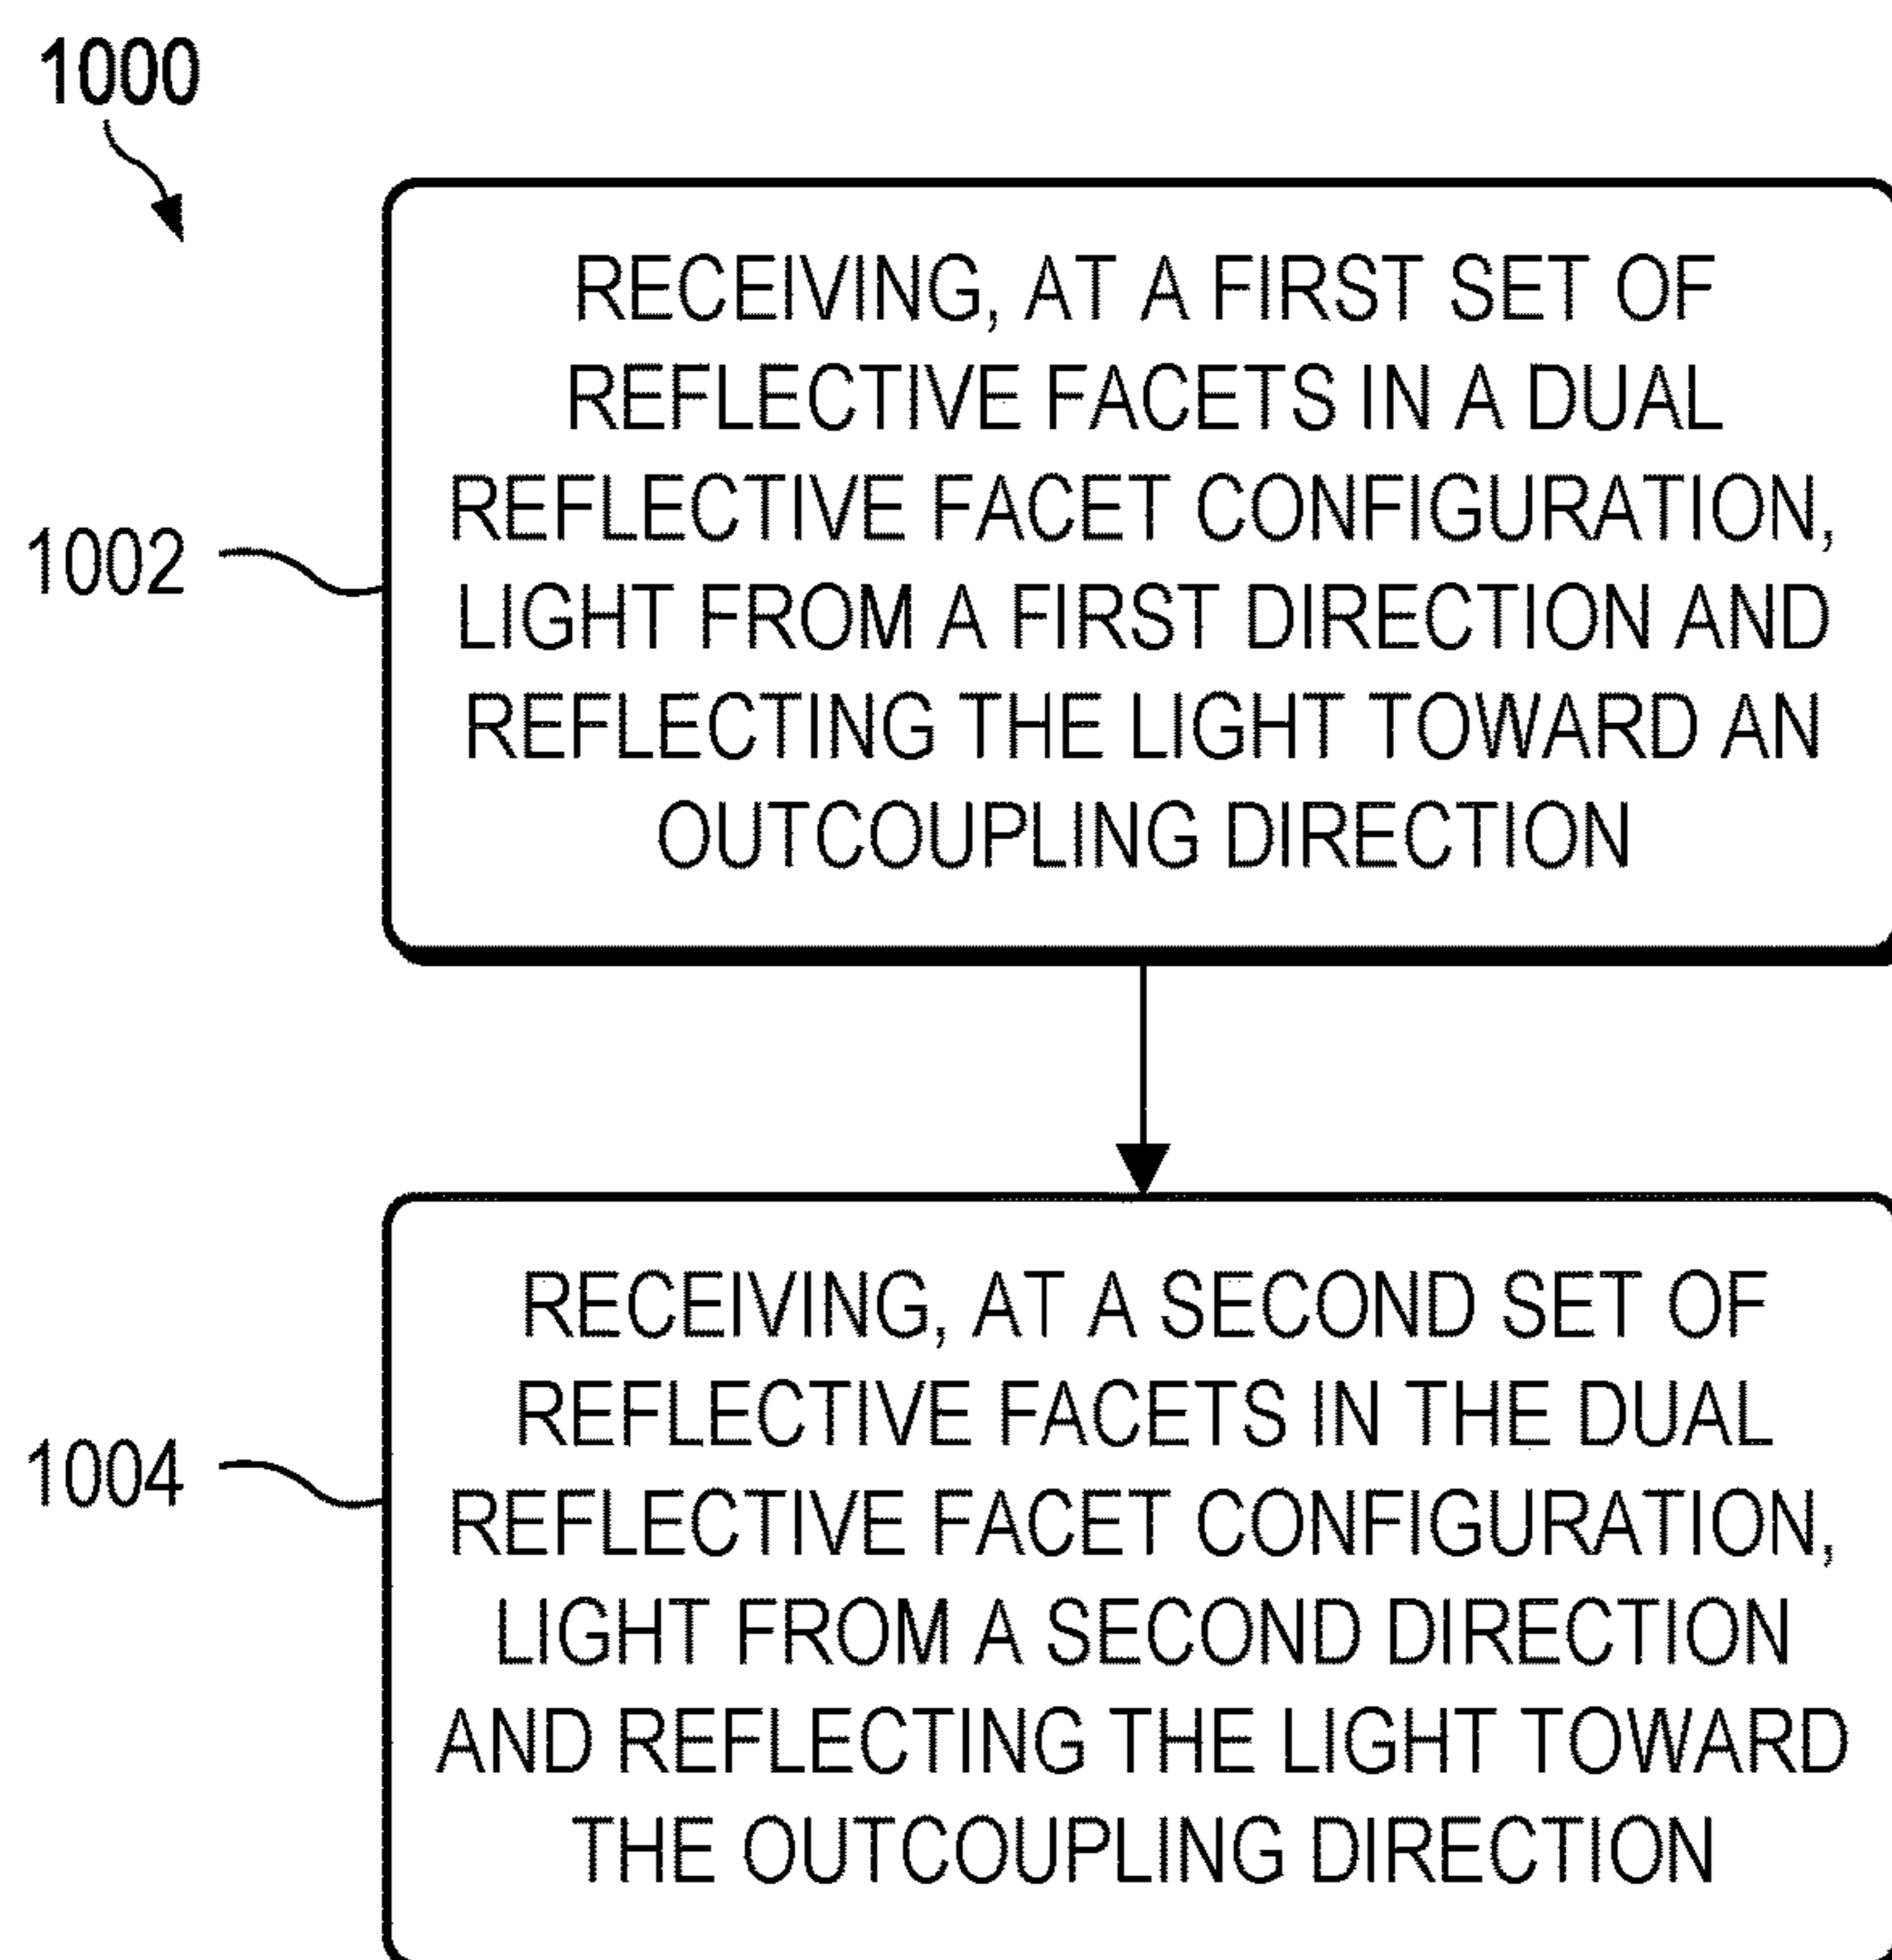 1000
RECEIVING, AT A FIRST SET OF
REFLECTIVE FACETS IN A DUAL
REFLECTIVE FACET CONFIGURATION,
LIGHT FROM A FIRST DIRECTION AND
REFLECTING THE LIGHT TOWARD AN
OUTCOUPLING DIRECTION
1002
RECEIVING, AT A SECOND SET OF
REFLECTIVE FACETS IN THE DUAL
REFLECTIVE FACET CONFIGURATION,
LIGHT FROM A SECOND DIRECTION
AND REFLECTING THE LIGHT TOWARD
THE OUTCOUPLING DIRECTION
1004